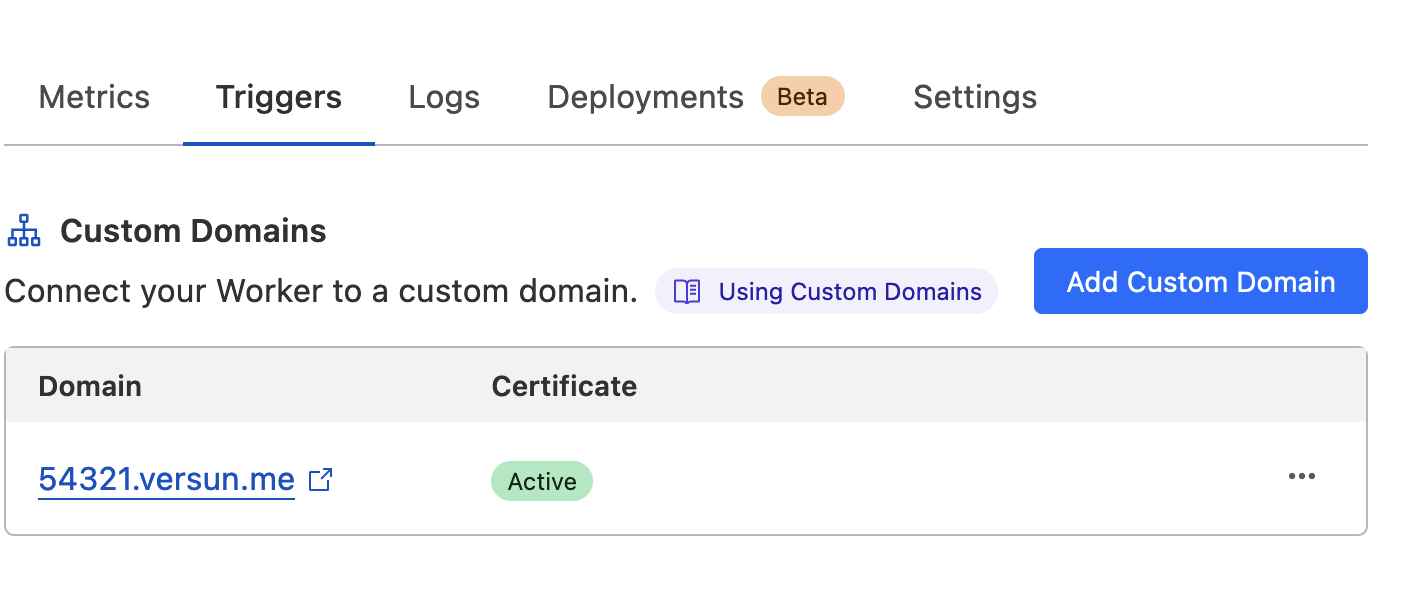 Metrics Triggers Logs Deployments Beta Settings
Custom Domains
Connect your Worker to a custom domain. Using Custom Domains Add Custom Domain
Domain Certificate
54321.versun.me Active